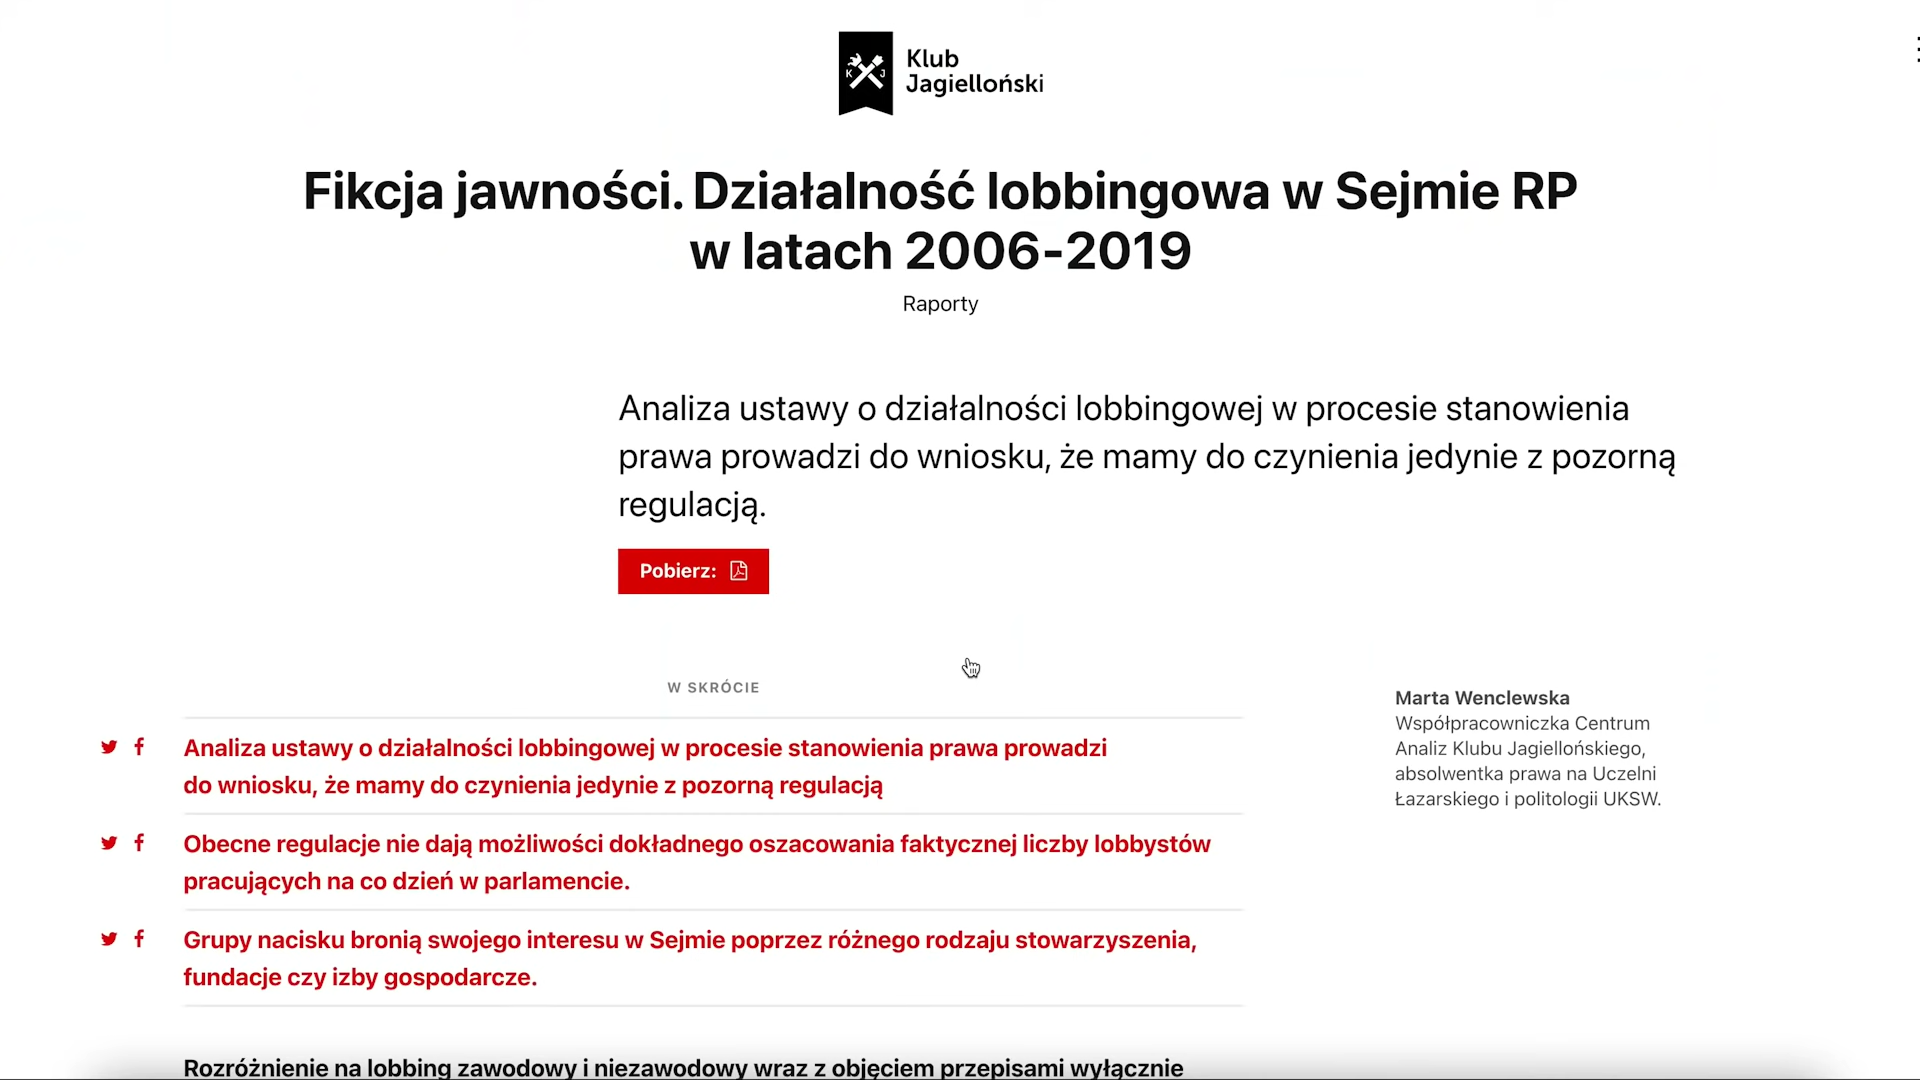 K J
Klub
Jagielloński
Fikcja jawności. Działalność lobbingowa w Sejmie RP
w latach 2006-2019
Raporty
Analiza ustawy o działalności lobbingowej w procesie stanowienia
prawa prowadzi do wniosku, że mamy do czynienia jedynie z pozorną
regulacją.
Pobierz:
W SKRÓCIE
Analiza ustawy o działalności lobbingowej w procesie stanowienia prawa prowadzi
do wniosku, że mamy do czynienia jedynie z pozorną regulacją
Obecne regulacje nie dają możliwości dokładnego oszacowania faktycznej liczby lobbystów
pracujących na co dzień w parlamencie.
Grupy nacisku bronią swojego interesu w Sejmie poprzez różnego rodzaju stowarzyszenia,
fundacje czy izby gospodarcze.
Marta Wenclewska
Współpracowniczka Centrum
Analiz Klubu Jagiellońskiego,
absolwentka prawa na Uczelni
Łazarskiego i politologii UKSW.
Rozróżnienie na lobbing zawodowy i niezawodowy wraz z objęciem przepisami wyłącznie